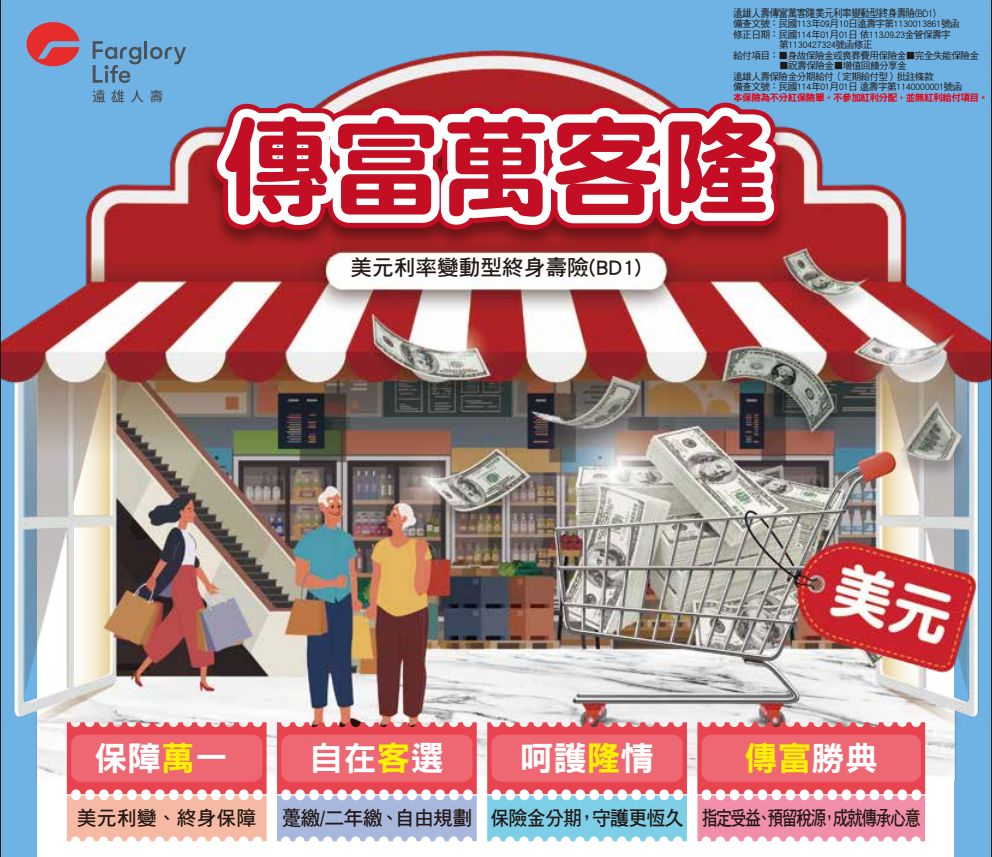 Farglory
Life
遠雄人壽
遠雄人壽傳富萬客隆美元利率變動型終身壽險(BD1)
備查文號：民國113年09月10日遠壽字第1130013861號函
修正日期：民國114年01月01日 依113.09.23金管保壽字
第1130427324號函修正
給付項目：■身故保險金或喪葬費用保險金■完全失能保險金
■祝壽保險金■增值回饋分享金
遠雄人壽保險金分期給付（定期給付型）批註條款
備查文號：民國114年01月01日 遠壽字第1140000001號函
本保險為不分紅保險單，不參加紅利分配，並無紅利給付項目。
傳富萬客隆
美元利率變動型終身壽險(BD1)
美元
保障萬一
美元利變、終身保障
自在客選
躉繳/二年繳、自由規劃
呵護隆情
保險金分期，守護更恆久
傳富勝典
指定受益、預留稅源，成就傳承心意